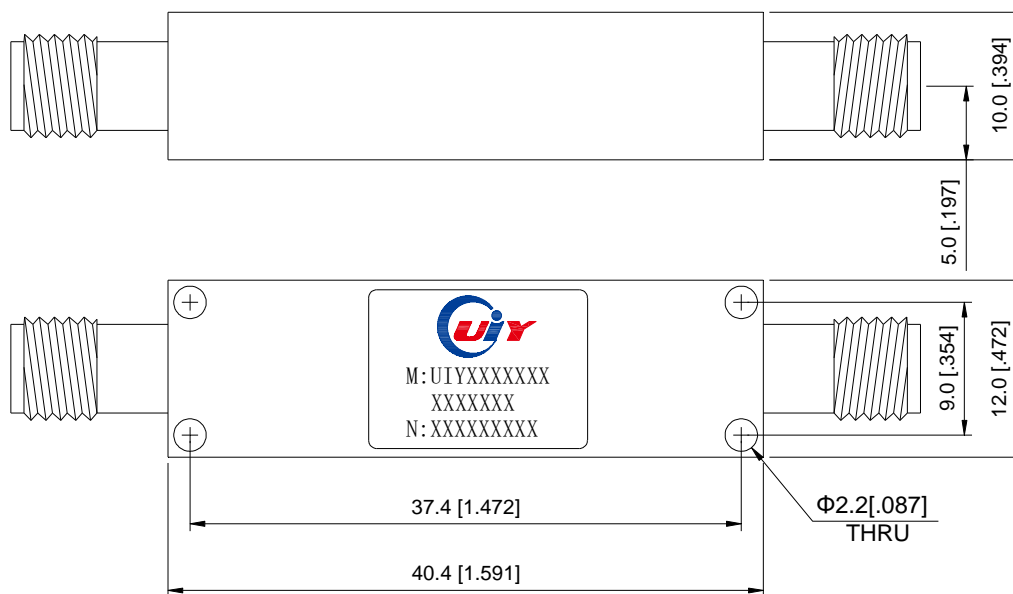 10.0 [.394]
5.0 [.197]
UiY
M:UIYXXXXXXX
XXXXXXX
N:XXXXXXXXX
9.0 [.354]
12.0 [.472]
37.4 [1.472]
Φ2.2[.087]
THRU
40.4 [1.591]